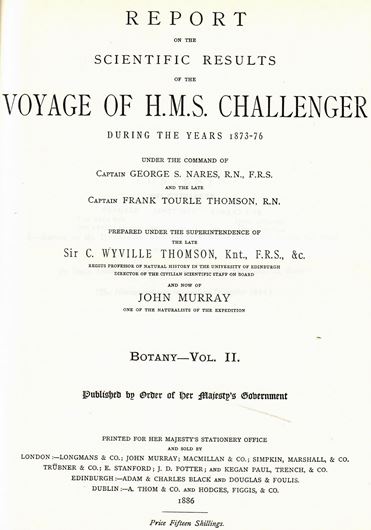 REPORT
ON THE
SCIENTIFIC RESULTS
OF THE
VOYAGE OF H.M.S. CHALLENGER
DURING THE YEARS 1873-76
UNDER THE COMMAND OF
CAPTAIN GEORGE S. NARES, R.N., F.R.S.
AND THE LATE
CAPTAIN FRANK TOURLE THOMSON, R.N.
PREPARED UNDER THE SUPERINTENDENCE OF
THE LATE
Sir C. WYVILLE THOMSON, Knt., F.R.S., &c.
REGIUS PROFESSOR OF NATURAL HISTORY IN THE UNIVERSITY OF EDINBURGH
DIRECTOR OF THE CIVILIAN SCIENTIFIC STAFF ON BOARD
AND NOW OF
JOHN MURRAY
ONE OF THE NATURALISTS OF THE EXPEDITION
BOTANY—VOL. II.
Published by Order of Her Majesty's Government
PRINTED FOR HER MAJESTY'S STATIONERY OFFICE
AND SOLD BY
LONDON:—LONGMANS & CO.; JOHN MURRAY; MACMILLAN & CO.; SIMPKIN, MARSHALL, & CO.
TRÜBNER & CO.; E. STANFORD; J. D. POTTER; AND KEGAN PAUL, TRENCH, & CO.
EDINBURGH:—ADAM & CHARLES BLACK AND DOUGLAS & FOULIS.
DUBLIN:—A. THOM & CO. AND HODGES, FIGGIS, & CO.
1886
Price Fifteen Shillings.